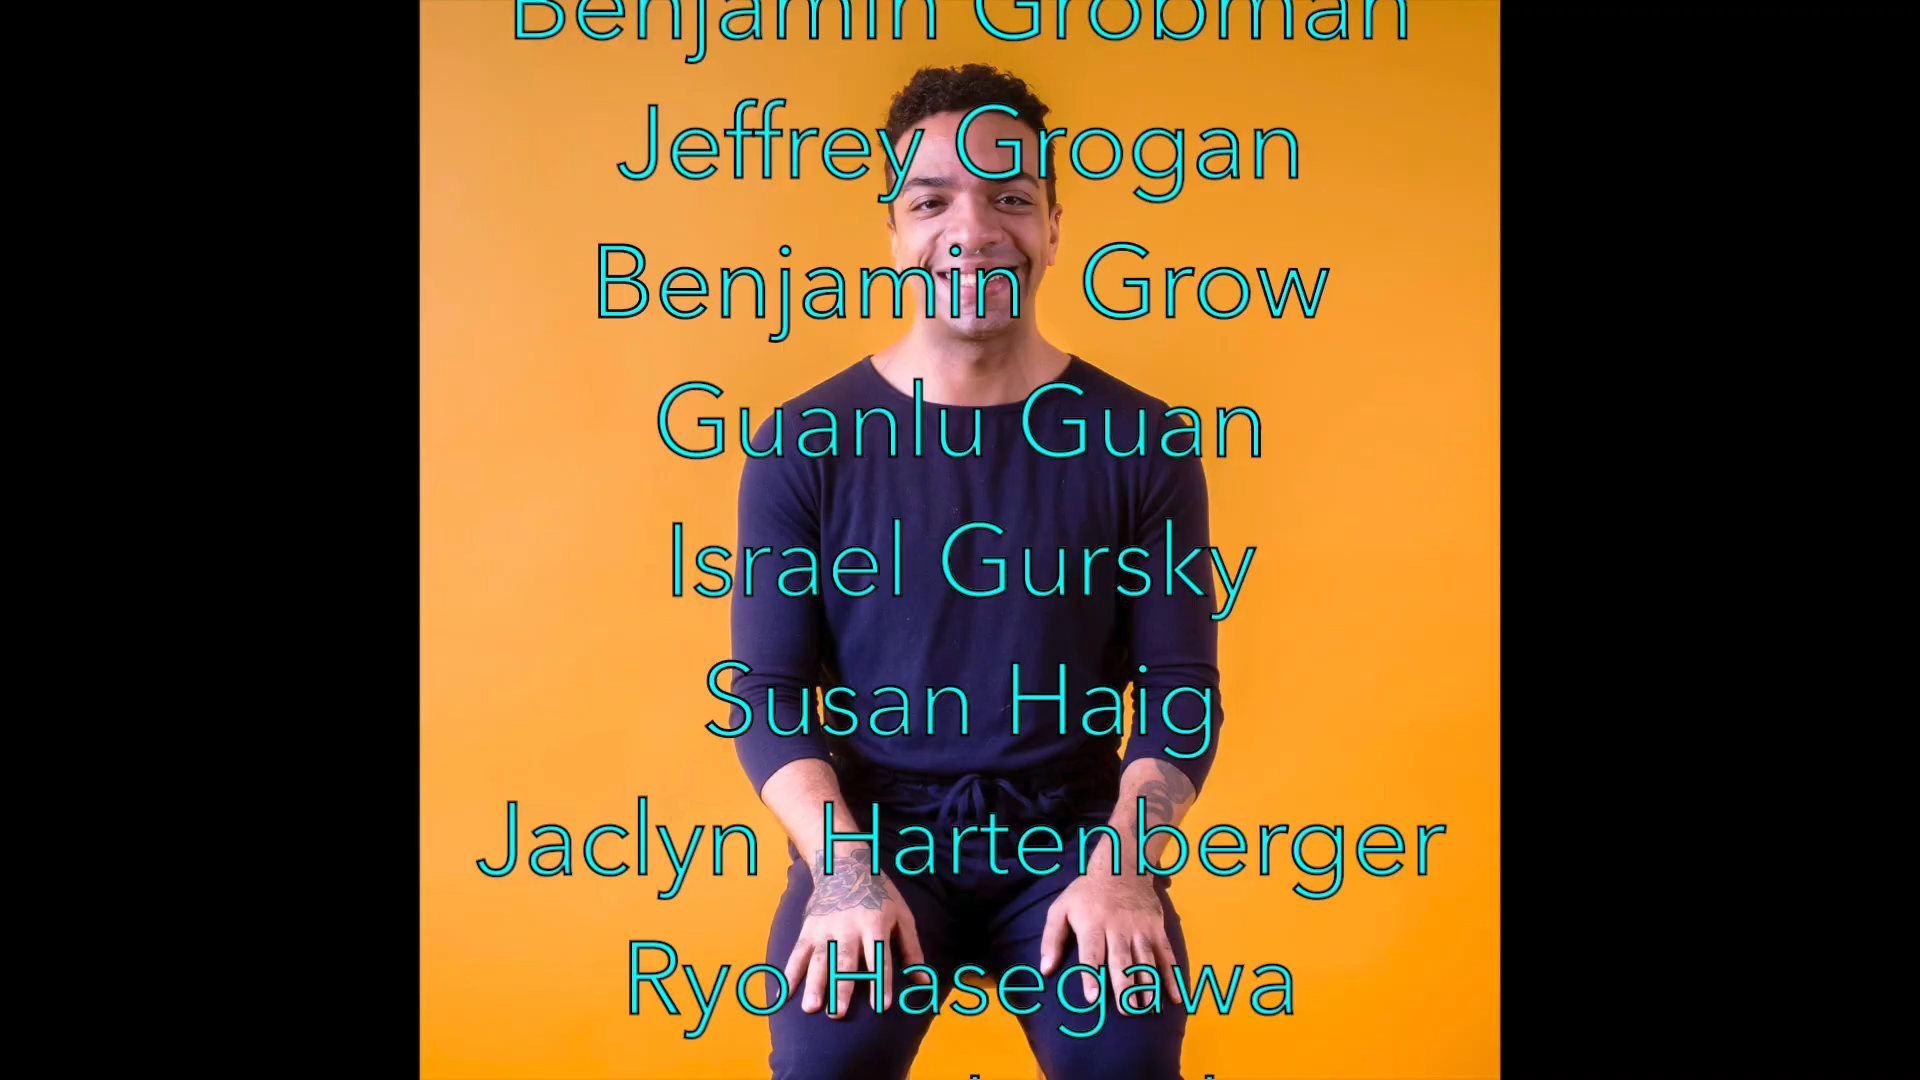 Benjamin Grobman
Jeffrey Grogan
Benjamin  Grow
Guanlu Guan
Israel Gursky
Susan Haig
Jaclyn  Hartenberger
Ryo Hasegawa